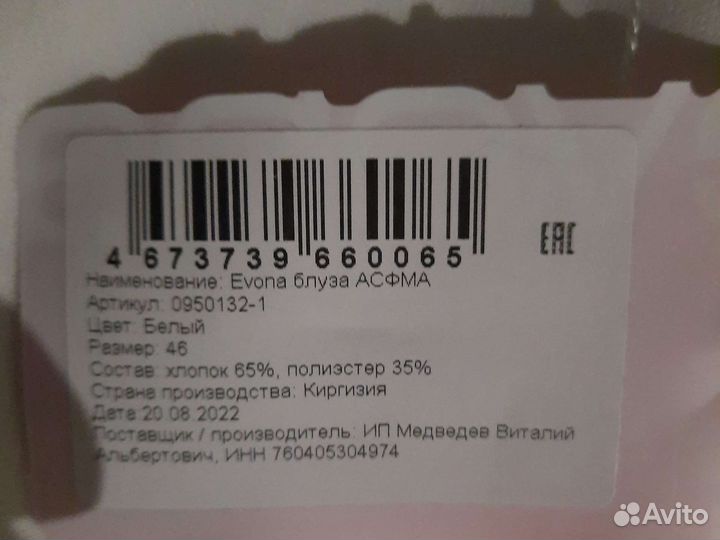 4 673739 660065
EAC
Наименование: Evona блуза АСФМА
Артикул: 0950132-1
Цвет: Белый
Размер: 46
Состав: хлопок 65%, полиэстер 35%
Страна производства: Киргизия
Дата:20.08.2022
Поставщик / производитель: ИП Медведев Виталий
Альбертович, ИНН 760405304974
Avito